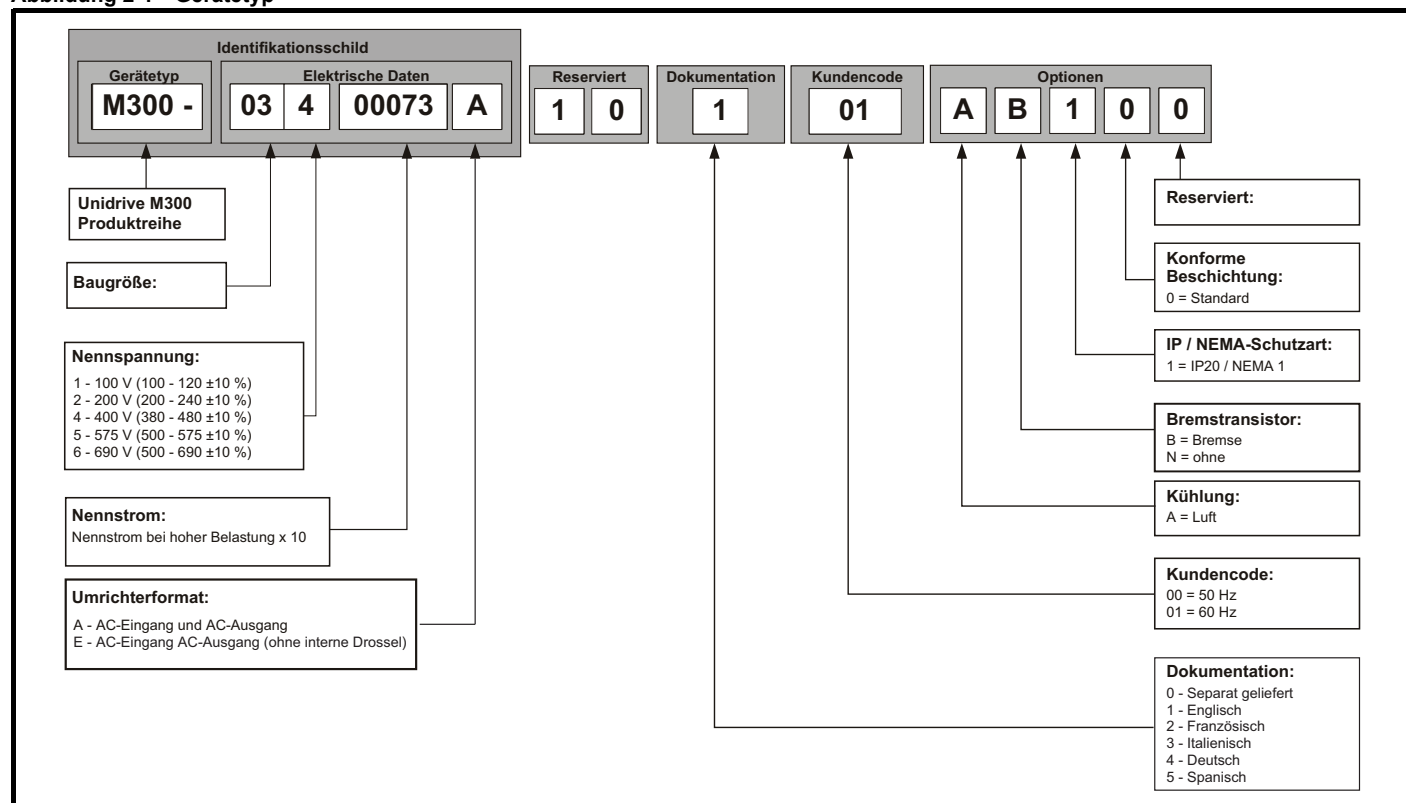 Abbildung 2-1 Gerätetyp
Identifikationsschild
Gerätetyp
Elektrische Daten
Reserviert
Dokumentation
Kundencode
Optionen
M300 -
03
4
00073
A
1
0
1
01
A
B
1
0
0
Unidrive M300
Produktreihe
Baugröße:
Nennspannung:
1 - 100 V (100 - 120 ±10 %)
2 - 200 V (200 - 240 ±10 %)
4 - 400 V (380 - 480 ±10 %)
5 - 575 V (500 - 575 ±10 %)
6 - 690 V (500 - 690 ±10 %)
Nennstrom:
Nennstrom bei hoher Belastung x 10
Umrichterformat:
A - AC-Eingang und AC-Ausgang
E - AC-Eingang AC-Ausgang (ohne interne Drossel)
Reserviert:
Konforme
Beschichtung:
0 = Standard
IP / NEMA-Schutzart:
1 = IP20 / NEMA 1
Bremstransistor:
B = Bremse
N = ohne
Kühlung:
A = Luft
Kundencode:
00 = 50 Hz
01 = 60 Hz
Dokumentation:
0 - Separat geliefert
1 - Englisch
2 - Französisch
3 - Italienisch
4 - Deutsch
5 - Spanisch